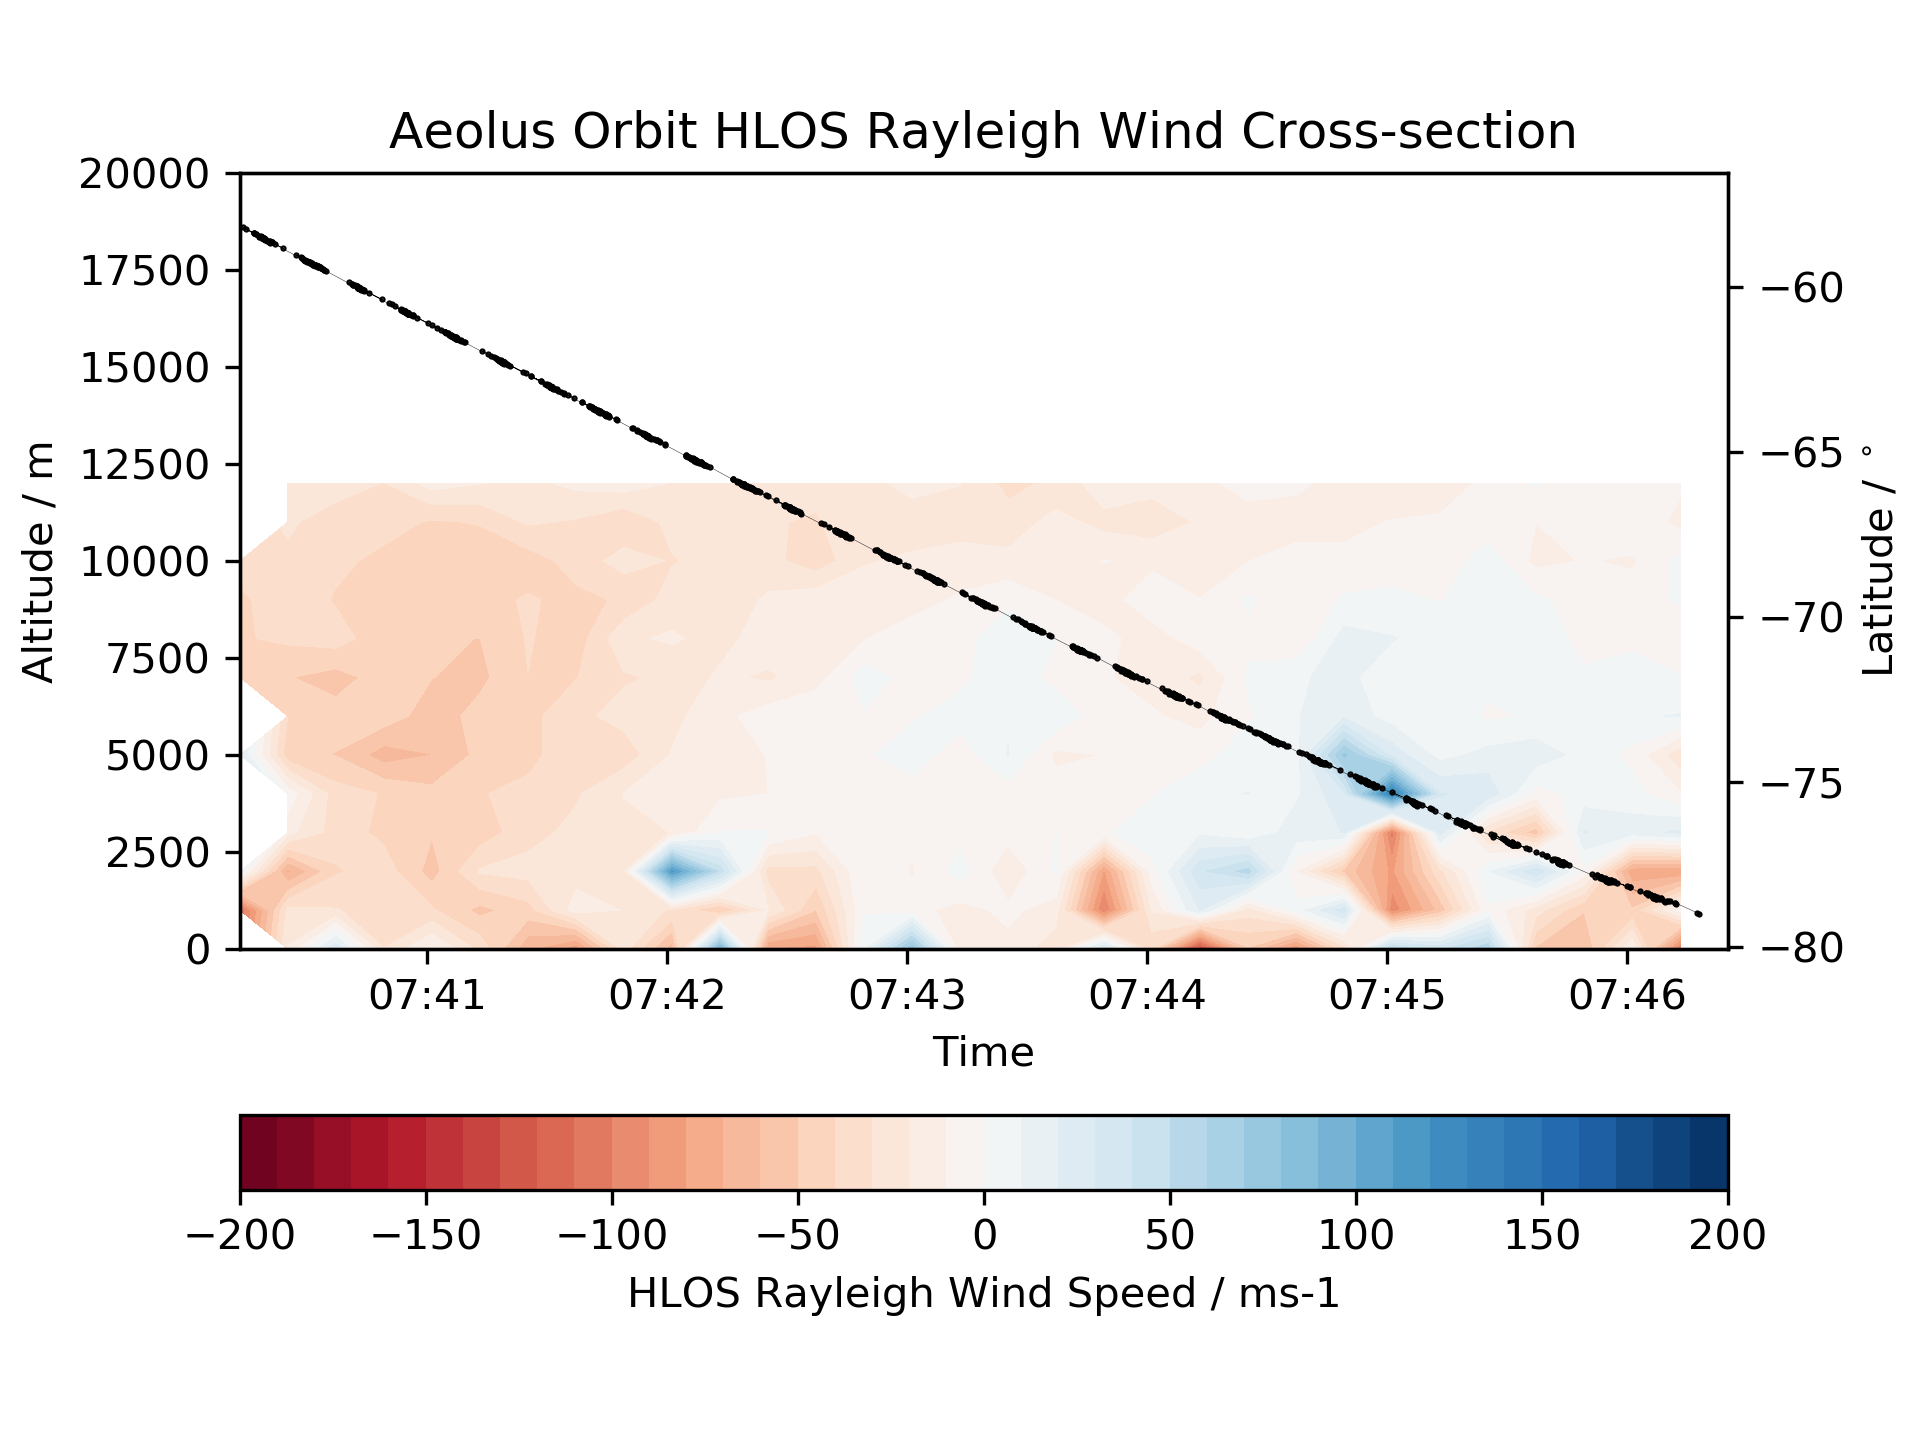 Aeolus Orbit HLOS Rayleigh Wind Cross-section
20000
17500
15000
12500
10000
7500
5000
2500
0
Altitude / m
−60
−65
−70
−75
−80
Latitude / °
07:41 07:42 07:43 07:44 07:45 07:46
Time
−200 −150 −100 −50 0 50 100 150 200
HLOS Rayleigh Wind Speed / ms-1